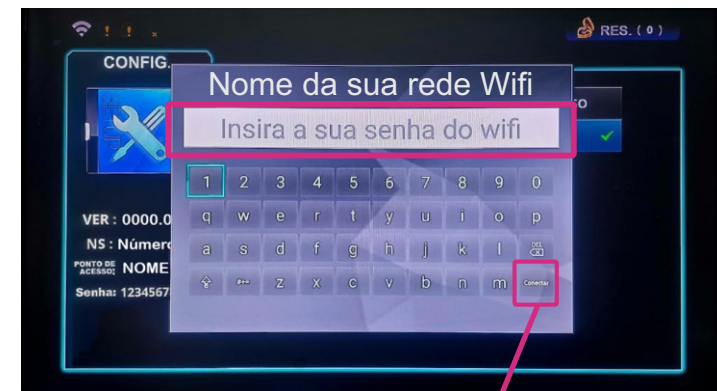 RES. ( 0 )
CONFIG.
Nome da sua rede Wifi
Insira a sua senha do wifi
1 2 3 4 5 6 7 8 9 0
q w e r t y u i o p
a s d f g h j k l DEL
z x c v b n m Conectar
VER : 0000.0
NS : Número
PONTO DE ACESSO: NOME
Senha: 1234567